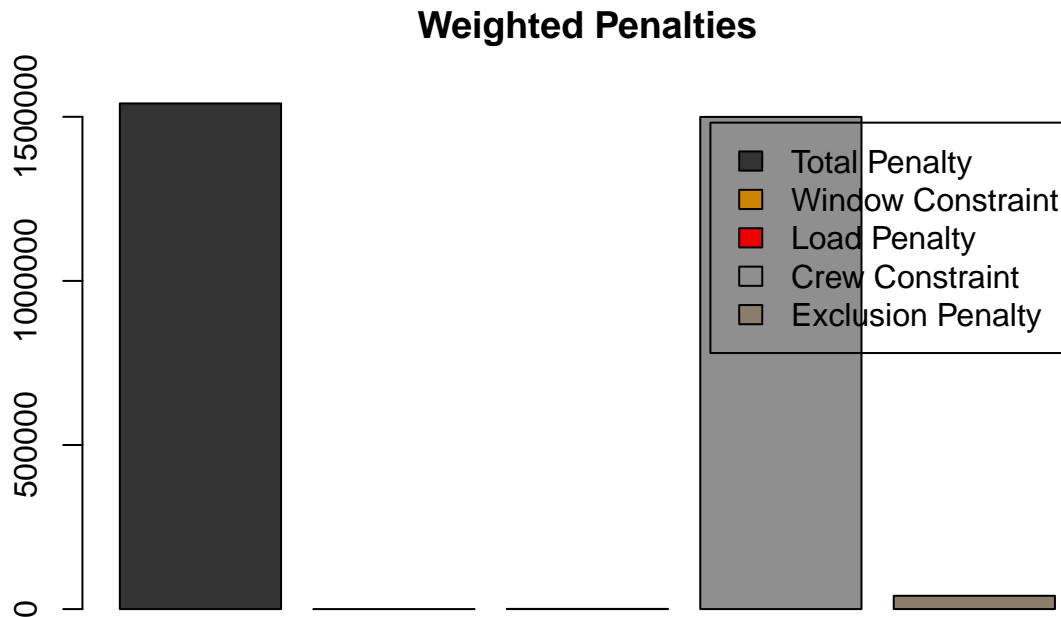 Weighted Penalties
1500000
1000000
500000
0
Total Penalty
Window Constraint
Load Penalty
Crew Constraint
Exclusion Penalty